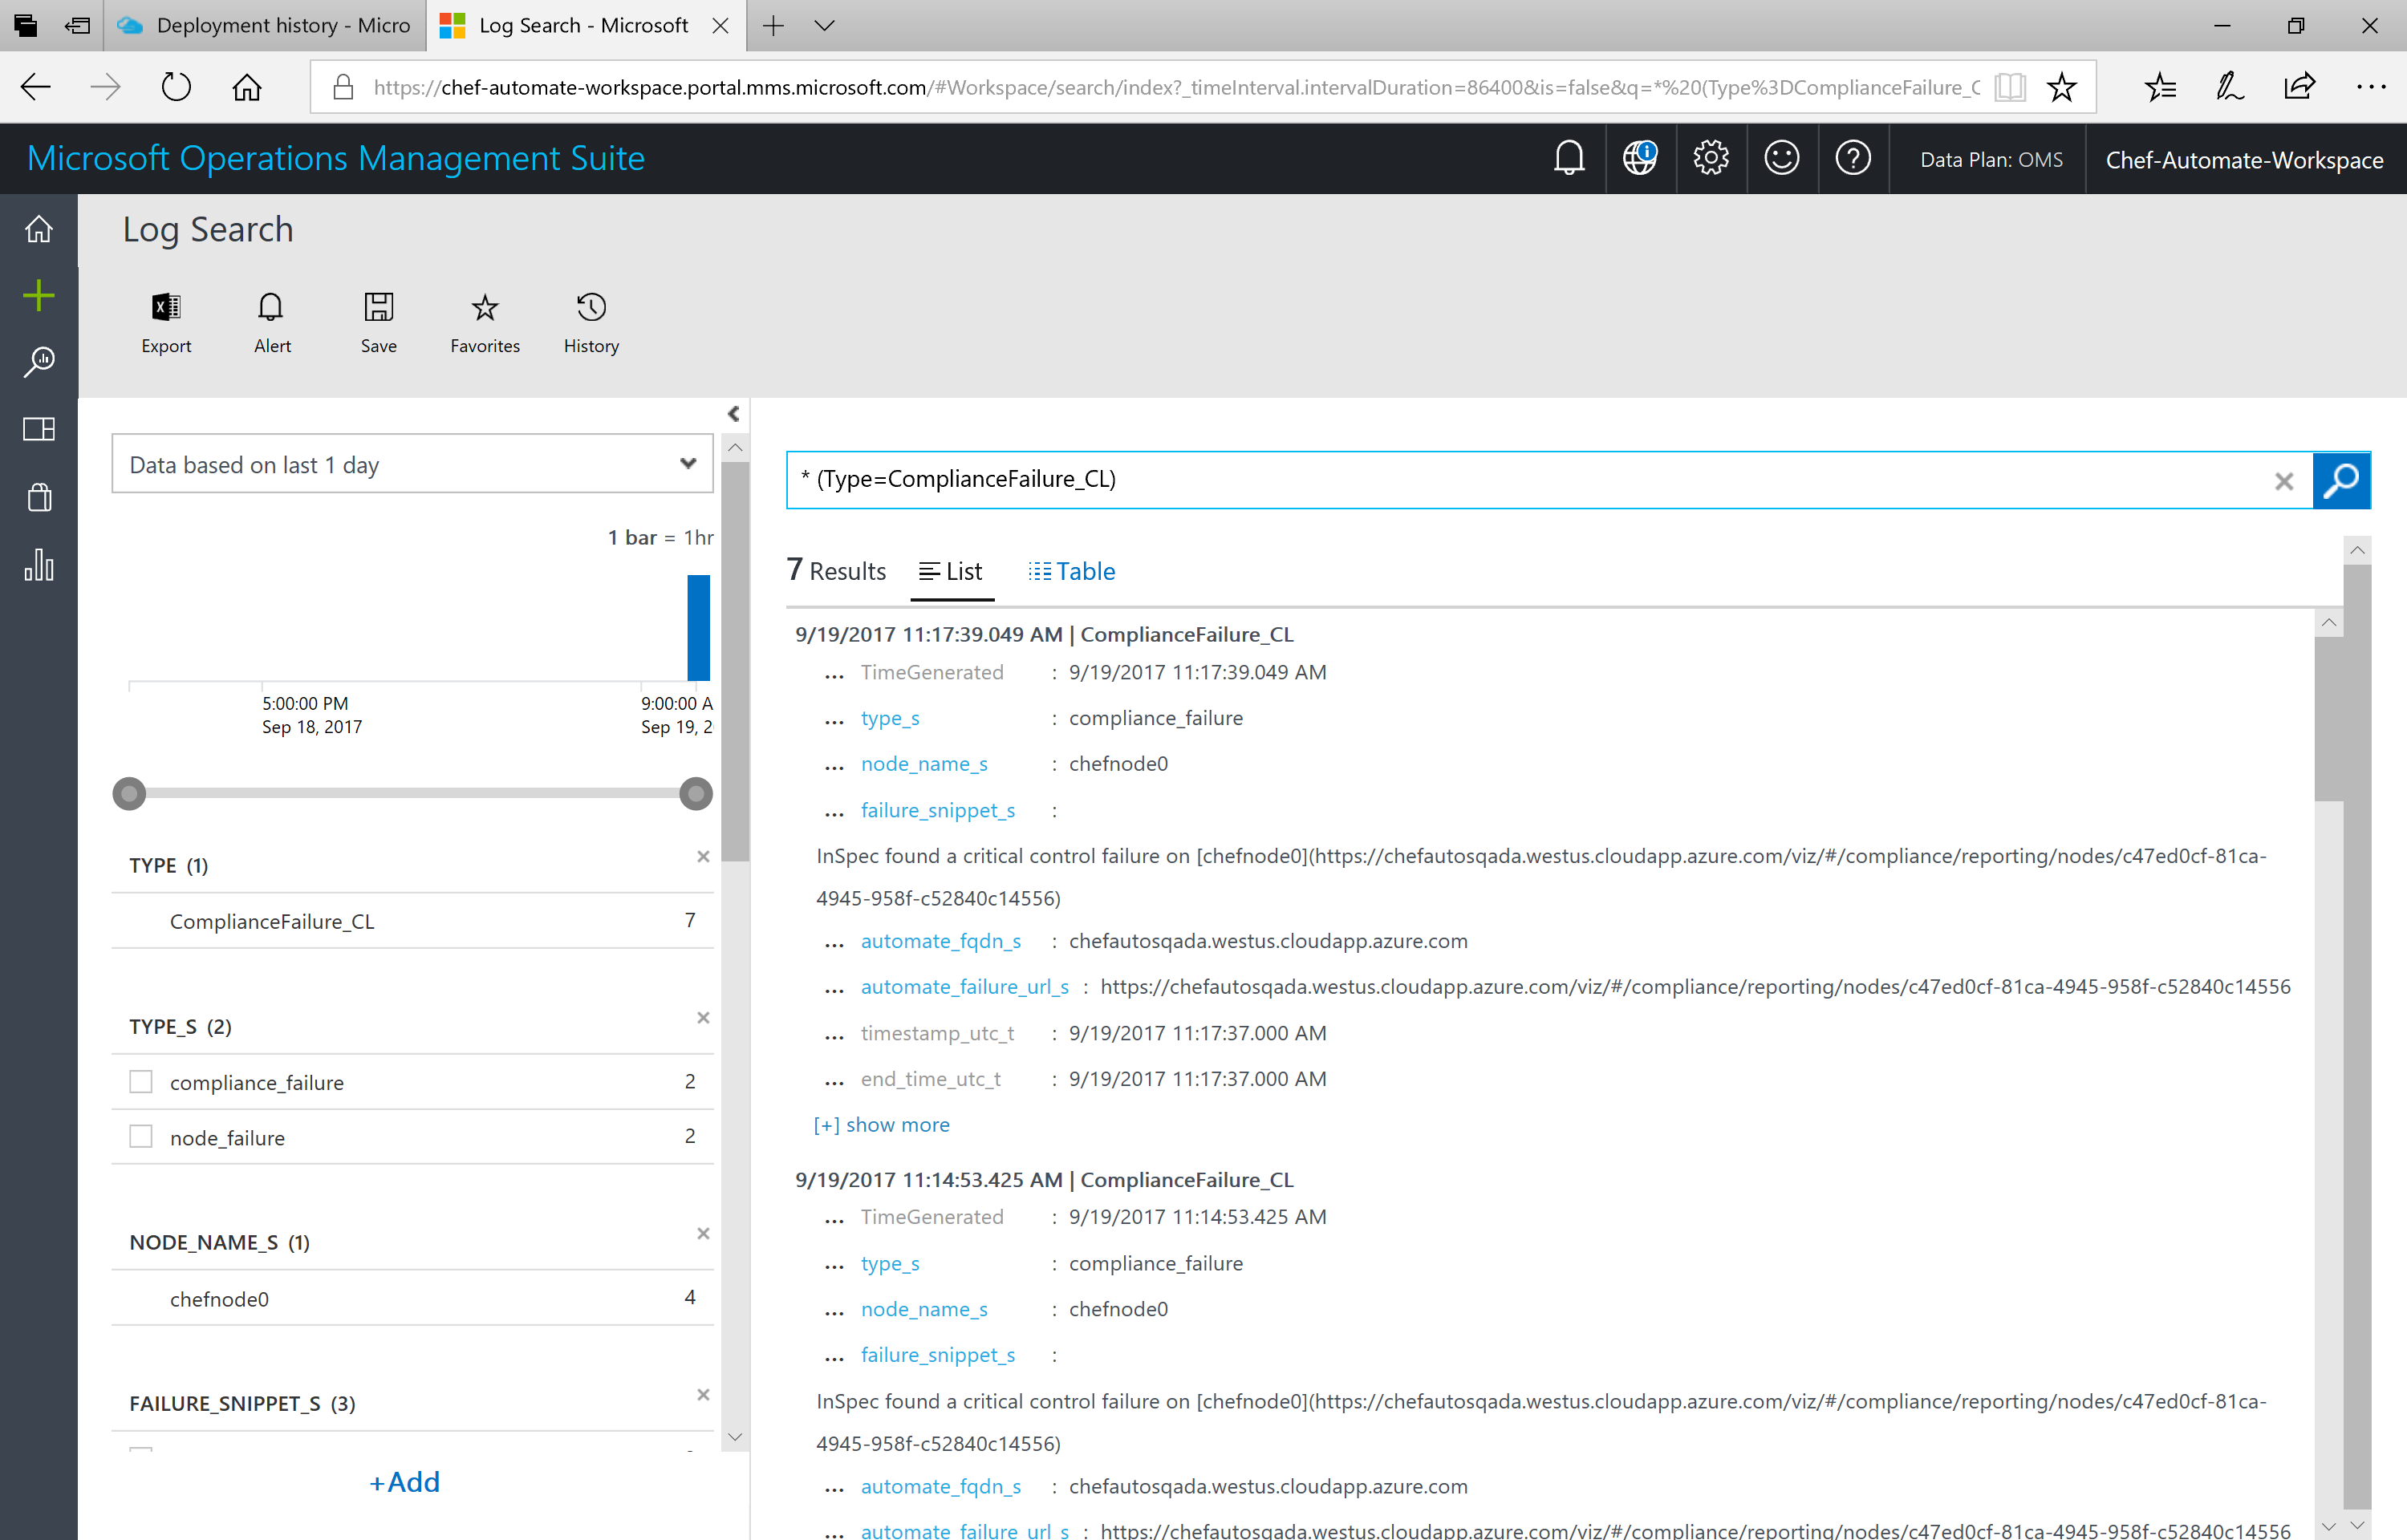 Deployment history - Micro
Log Search - Microsoft
https://chef-automate-workspace.portal.mms.microsoft.com/#Workspace/search/index?_timeInterval.intervalDuration=86400&is=false&q=*%20(Type%3DComplianceFailure_C
Microsoft Operations Management Suite
Data Plan: OMS
Chef-Automate-Workspace
Log Search
Export
Alert
Save
Favorites
History
Data based on last 1 day
1 bar = 1hr
5:00:00 PM
Sep 18, 2017
9:00:00 A
Sep 19, 2
TYPE (1)
ComplianceFailure_CL 7
TYPE_S (2)
compliance_failure 2
node_failure 2
NODE_NAME_S (1)
chefnode0 4
FAILURE_SNIPPET_S (3)
+Add
* (Type=ComplianceFailure_CL)
7 Results
List
Table
9/19/2017 11:17:39.049 AM | ComplianceFailure_CL
... TimeGenerated : 9/19/2017 11:17:39.049 AM
... type_s : compliance_failure
... node_name_s : chefnode0
... failure_snippet_s :
InSpec found a critical control failure on [chefnode0](https://chefautosqada.westus.cloudapp.azure.com/viz/#/compliance/reporting/nodes/c47ed0cf-81ca-
4945-958f-c52840c14556)
... automate_fqdn_s : chefautosqada.westus.cloudapp.azure.com
... automate_failure_url_s : https://chefautosqada.westus.cloudapp.azure.com/viz/#/compliance/reporting/nodes/c47ed0cf-81ca-4945-958f-c52840c14556
... timestamp_utc_t : 9/19/2017 11:17:37.000 AM
... end_time_utc_t : 9/19/2017 11:17:37.000 AM
[+] show more
9/19/2017 11:14:53.425 AM | ComplianceFailure_CL
... TimeGenerated : 9/19/2017 11:14:53.425 AM
... type_s : compliance_failure
... node_name_s : chefnode0
... failure_snippet_s :
InSpec found a critical control failure on [chefnode0](https://chefautosqada.westus.cloudapp.azure.com/viz/#/compliance/reporting/nodes/c47ed0cf-81ca-
4945-958f-c52840c14556)
... automate_fqdn_s : chefautosqada.westus.cloudapp.azure.com
... automate_failure_url_s : https://chefautosqada.westus.cloudapp.azure.com/viz/#/compliance/reporting/nodes/c47ed0cf-81ca-4945-958f-c52840c14556